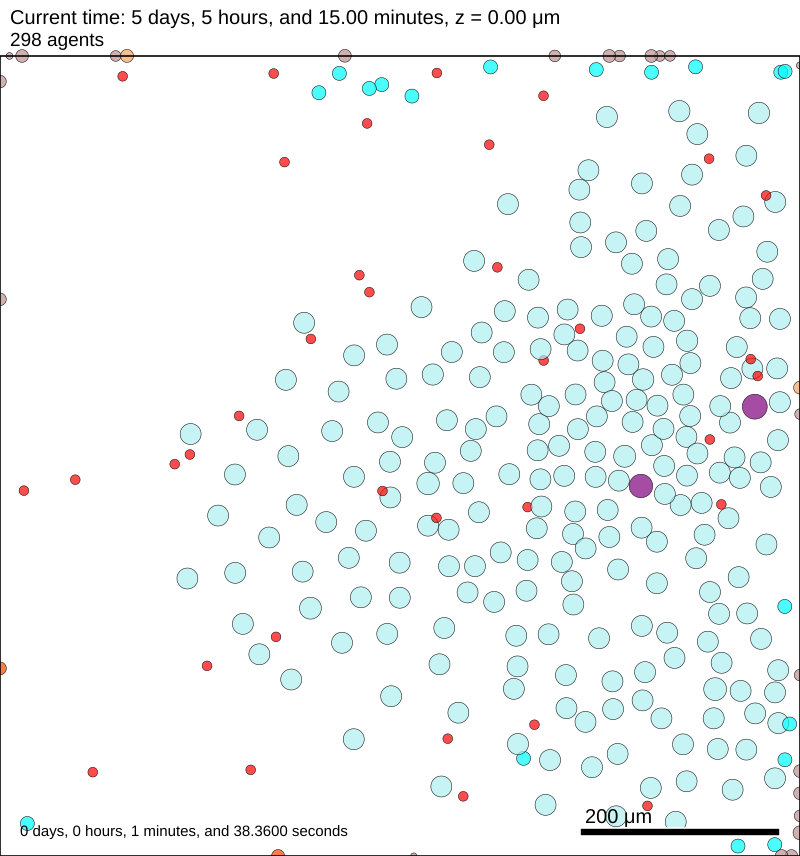 Current time: 5 days, 5 hours, and 15.00 minutes, z = 0.00 μm
298 agents
200 μm
0 days, 0 hours, 1 minutes, and 38.3600 seconds